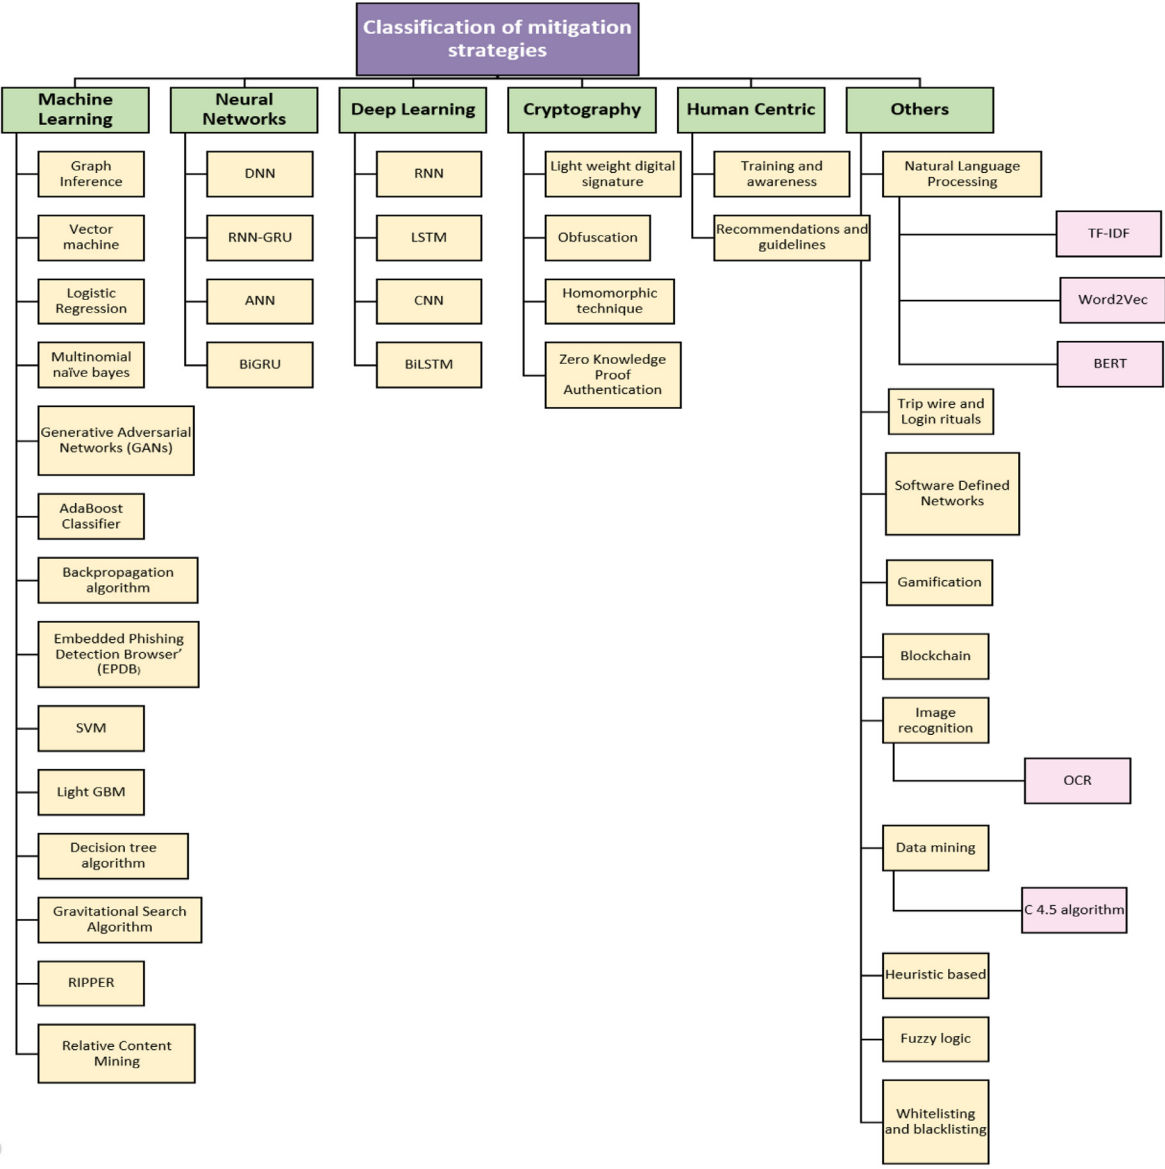 Classification of mitigation
strategies
Machine
Learning
Neural
Networks
Deep Learning
Cryptography
Human Centric
Others
Graph
Inference
Vector
machine
Logistic
Regression
Multinomial
naïve bayes
Generative Adversarial
Networks (GANs)
AdaBoost
Classifier
Backpropagation
algorithm
Embedded Phishing
Detection Browser’
(EPDB)
SVM
Light GBM
Decision tree
algorithm
Gravitational Search
Algorithm
RIPPER
Relative Content
Mining
DNN
RNN-GRU
ANN
BiGRU
RNN
LSTM
CNN
BiLSTM
Light weight digital
signature
Obfuscation
Homomorphic
technique
Zero Knowledge
Proof
Authentication
Training and
awareness
Recommendations and
guidelines
Natural Language
Processing
TF-IDF
Word2Vec
BERT
Trip wire and
Login rituals
Software Defined
Networks
Gamification
Blockchain
Image
recognition
OCR
Data mining
C 4.5 algorithm
Heuristic based
Fuzzy logic
Whitelisting
and blacklisting